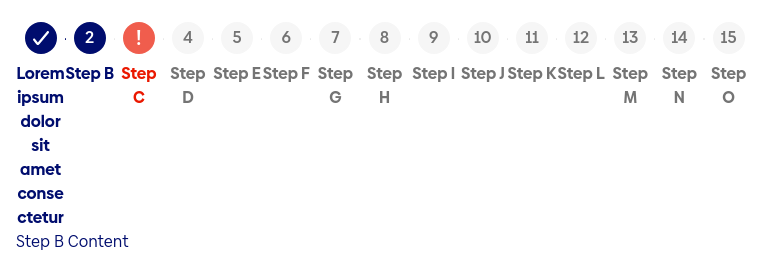 2 ! 4 5 6 7 8 9 10 11 12 13 14 15
Lorem Step B Step Step Step E Step F Step Step Step I Step J Step K Step L Step Step Step
ipsum C D G H M N O
dolor
sit
amet
conse
ctetur
Step B Content